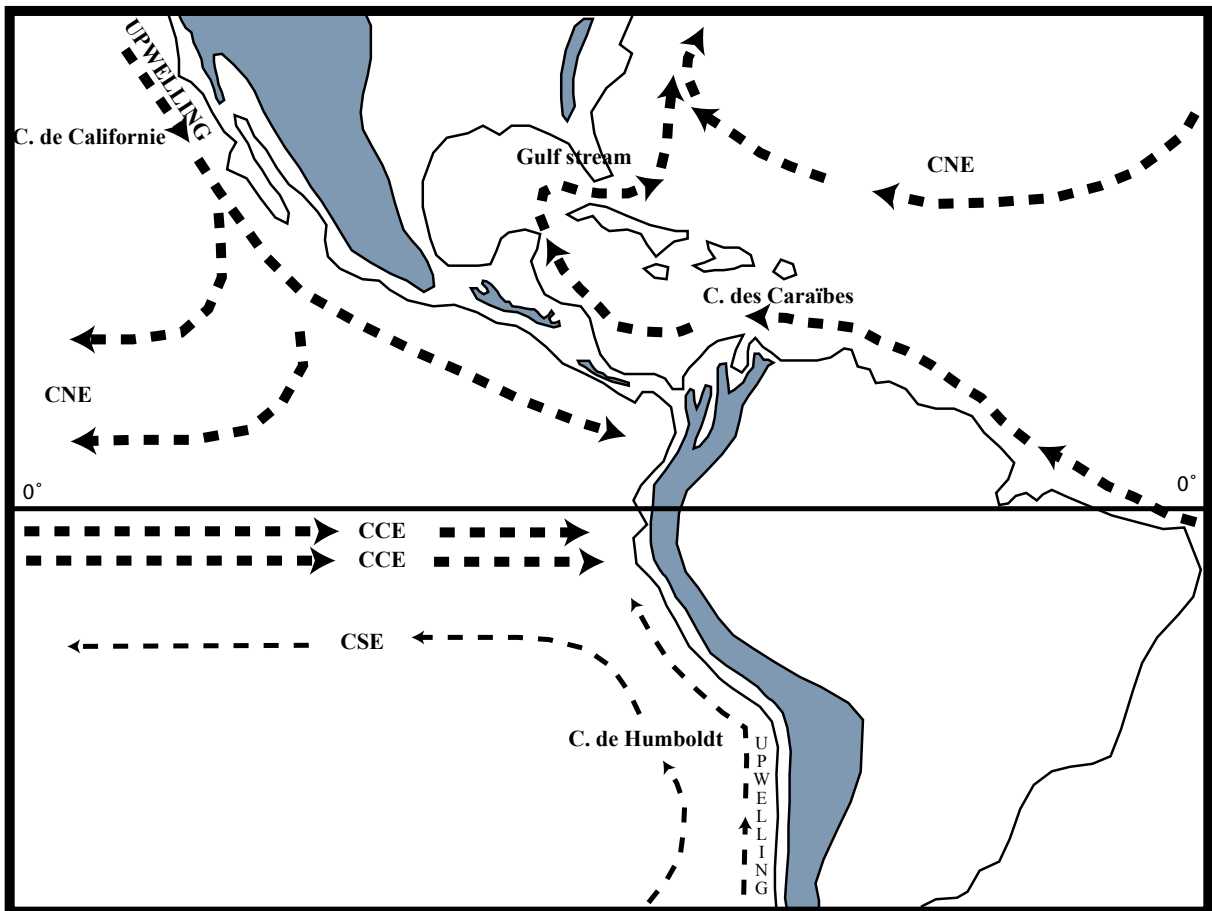 UPWELLING
C. de Californie
Gulf stream
CNE
C. des Caraïbes
CNE
0°
0°
CCE
CCE
CSE
C. de Humboldt
UPWELLING